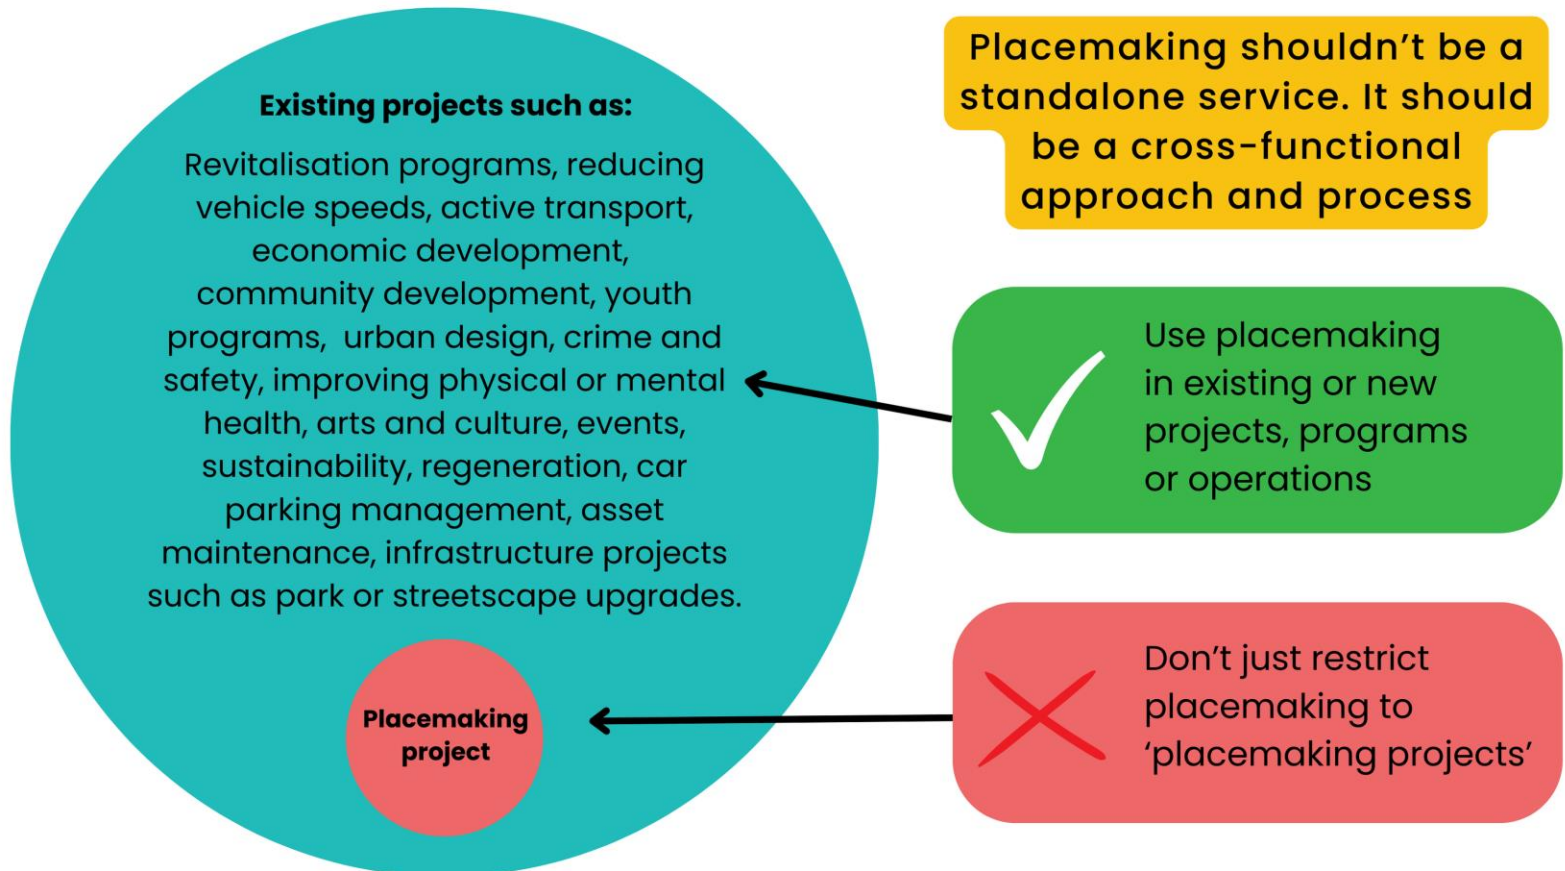 Existing projects such as:
Revitalisation programs, reducing
vehicle speeds, active transport,
economic development,
community development, youth
programs,  urban design, crime and
safety, improving physical or mental
health, arts and culture, events,
sustainability, regeneration, car
parking management, asset
maintenance, infrastructure projects
such as park or streetscape upgrades.
Placemaking
project
Placemaking shouldn’t be a
standalone service. It should
be a cross-functional
approach and process
Use placemaking
in existing or new
projects, programs
or operations
Don’t just restrict
placemaking to
‘placemaking projects’